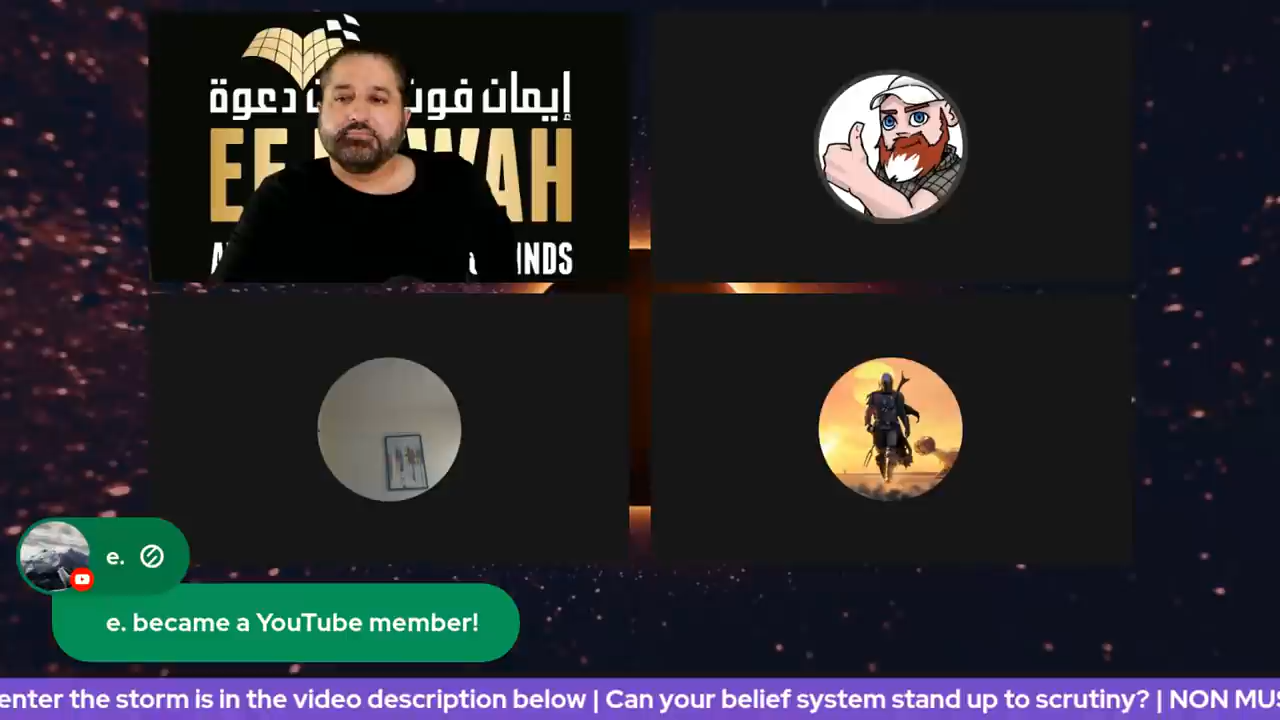 إيمان فون دعوة
EE WAH
INDS
e.
e. became a YouTube member!
enter the storm is in the video description below | Can your belief system stand up to scrutiny? | NON MUS